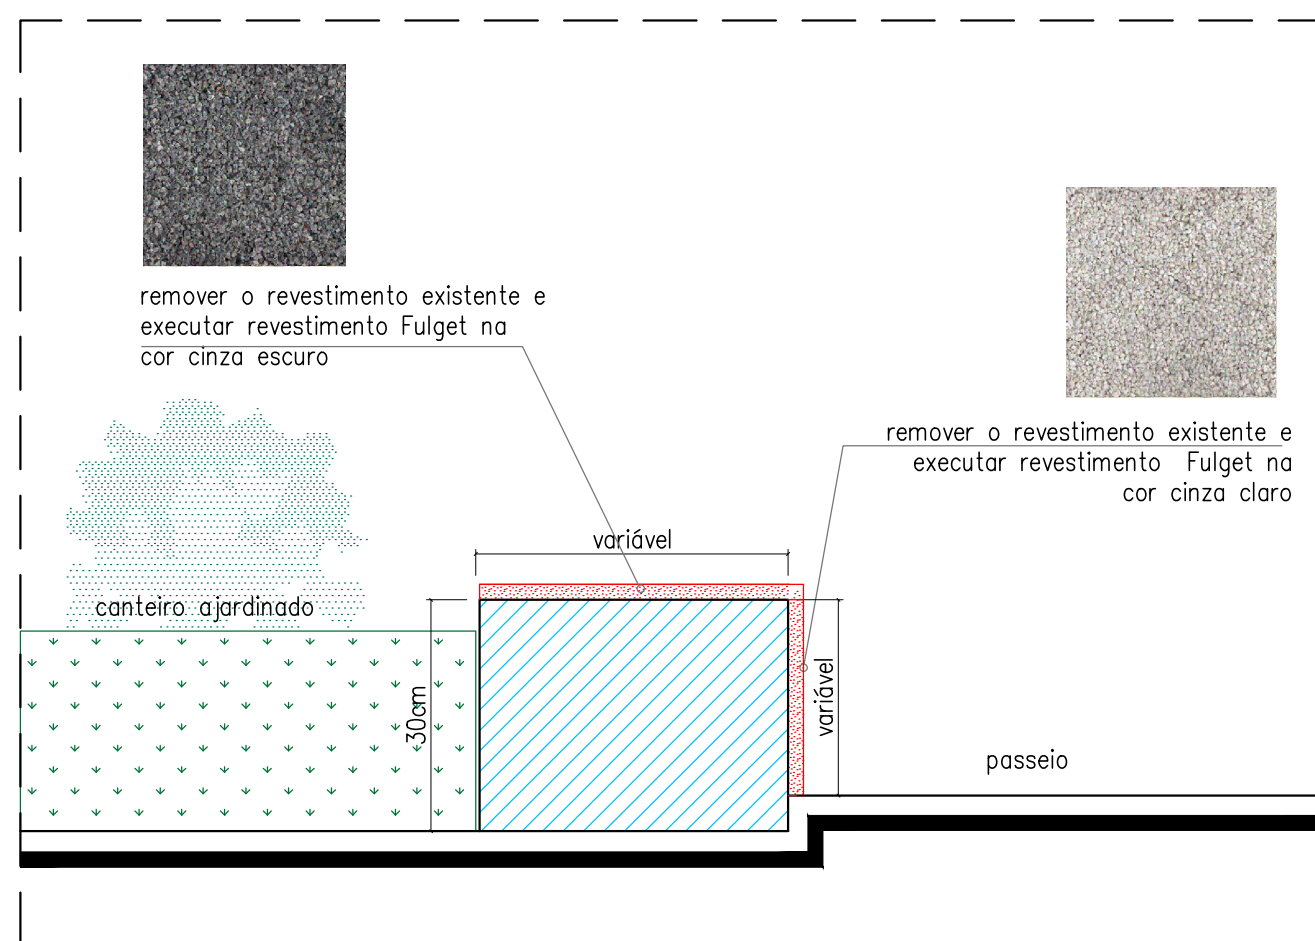 remover o revestimento existente e
executar revestimento Fulget na
cor cinza escuro
remover o revestimento existente e
executar revestimento Fulget na
cor cinza claro
variável
canteiro ajardinado
30cm
variável
passeio